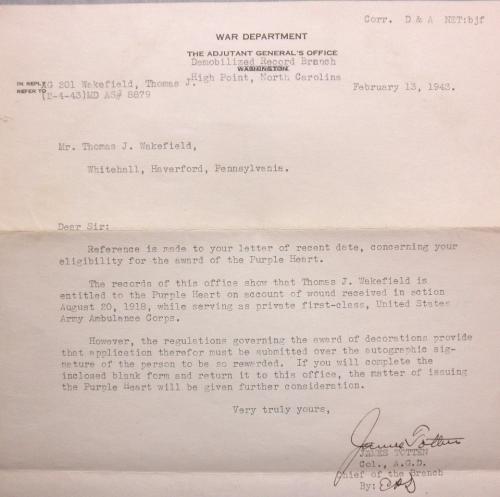 Corr. D & A NET:bjf
WAR DEPARTMENT
THE ADJUTANT GENERAL'S OFFICE
Demobilized Record Branch
WASHINGTON
High Point, North Carolina
IN REPLY
REFER TO
AG 201 Wakefield, Thomas J.
(2-4-43)MD AS# 8879
February 13, 1943.
Mr. Thomas J. Wakefield,
Whitehall, Haverford, Pennsylvania.
Dear Sir:
Reference is made to your letter of recent date, concerning your
eligibility for the award of the Purple Heart.
The records of this office show that Thomas J. Wakefield is
entitled to the Purple Heart on account of wound received in action
August 20, 1918, while serving as private first-class, United States
Army Ambulance Corps.
However, the regulations governing the award of decorations provide
that application therefor must be submitted over the autographic sig-
nature of the person to be so rewarded. If you will complete the
inclosed blank form and return it to this office, the matter of issuing
the Purple Heart will be given further consideration.
Very truly yours,
James Totten
JAMES TOTTEN
Col., A.G.D.
Chief of the Branch
By: